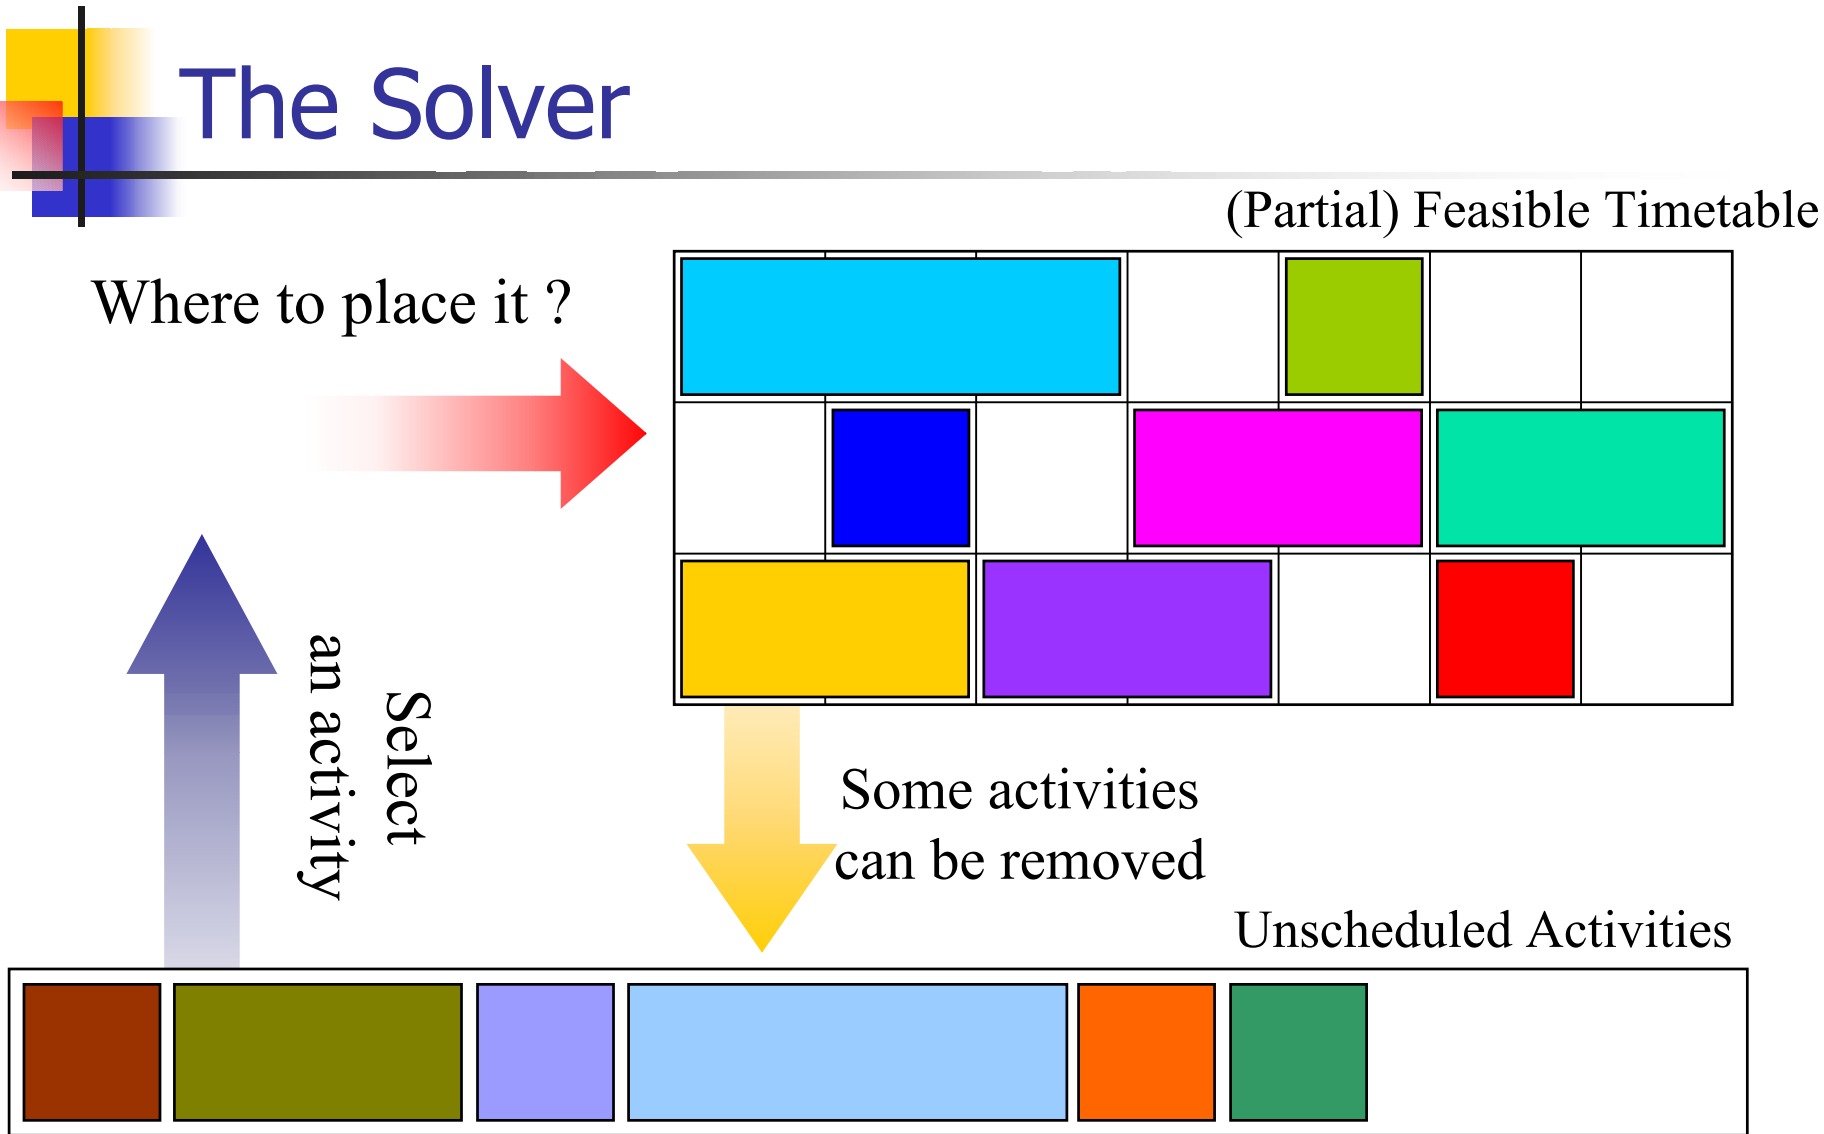 The Solver
(Partial) Feasible Timetable
Where to place it ?
Select
an activity
Some activities
can be removed
Unscheduled Activities